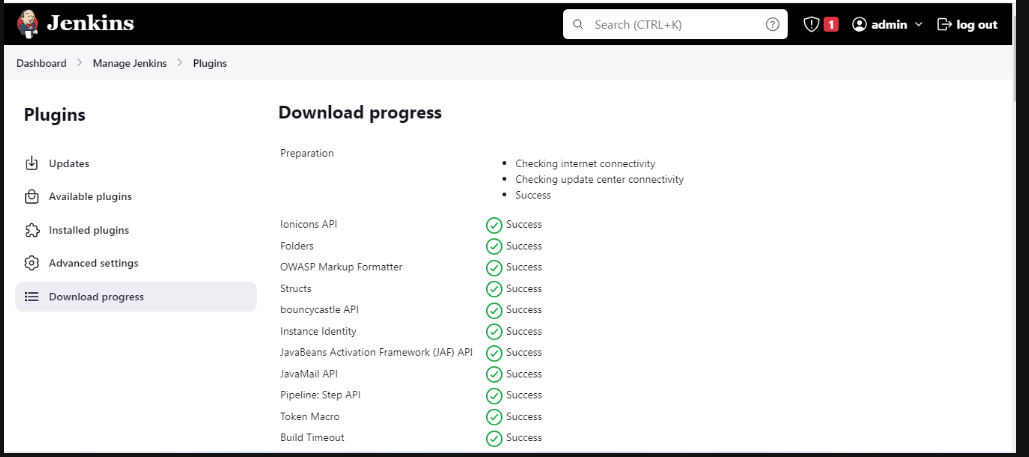 Jenkins
Search (CTRL+K)
1
admin
log out
Dashboard > Manage Jenkins > Plugins
Plugins
Updates
Available plugins
Installed plugins
Advanced settings
Download progress
Download progress
Preparation
• Checking internet connectivity
• Checking update center connectivity
• Success
Ionicons API Success
Folders Success
OWASP Markup Formatter Success
Structs Success
bouncycastle API Success
Instance Identity Success
JavaBeans Activation Framework (JAF) API Success
JavaMail API Success
Pipeline: Step API Success
Token Macro Success
Build Timeout Success